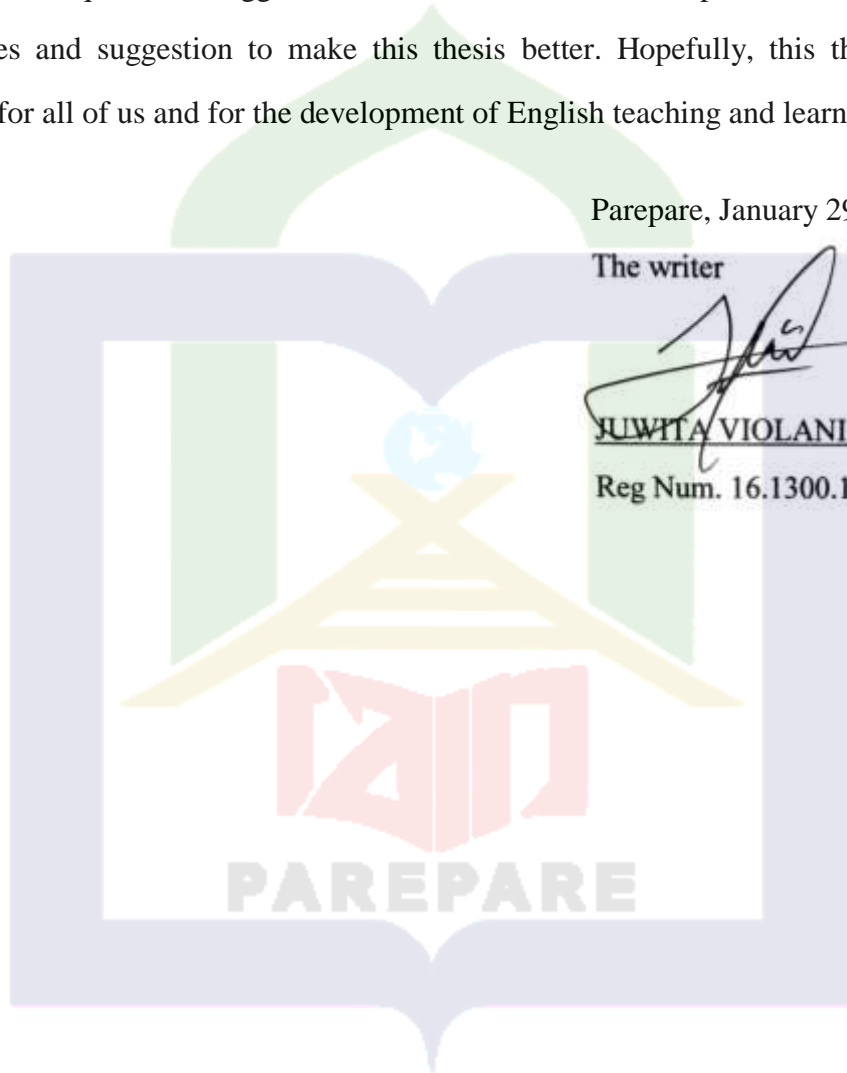 es and suggestion to make this thesis better. Hopefully, this th
for all of us and for the development of English teaching and learn
Parepare, January 29
The writer
JUWITA VIOLANI
Reg Num. 16.1300.1
iain
PAREPARE